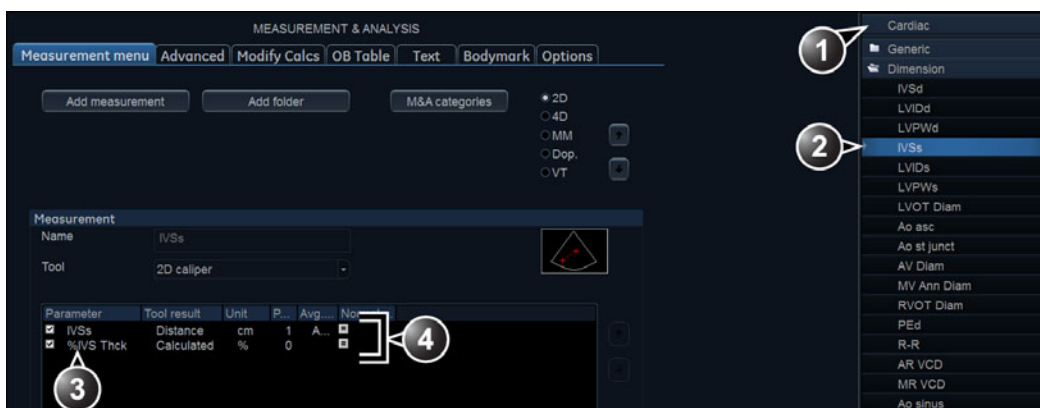 MEASUREMENT & ANALYSIS
Measurement menu Advanced Modify Calcs OB Table Text Bodymark Options
Add measurement Add folder M&A categories
2D
4D
MM
Dop.
VT
Measurement
Name IVSs
Tool 2D caliper
Parameter Tool result Unit P... Avg....
IVSs Distance cm 1 A...
%IVS Thck Calculated % 0
3
4
1
2
Cardiac
Generic
Dimension
IVSd
LVIDd
LVPWd
IVSs
LVIDs
LVPWs
LVOT Diam
Ao asc
Ao st junct
AV Diam
MV Ann Diam
RVOT Diam
PEd
R-R
AR VCD
MR VCD
Ao sinus